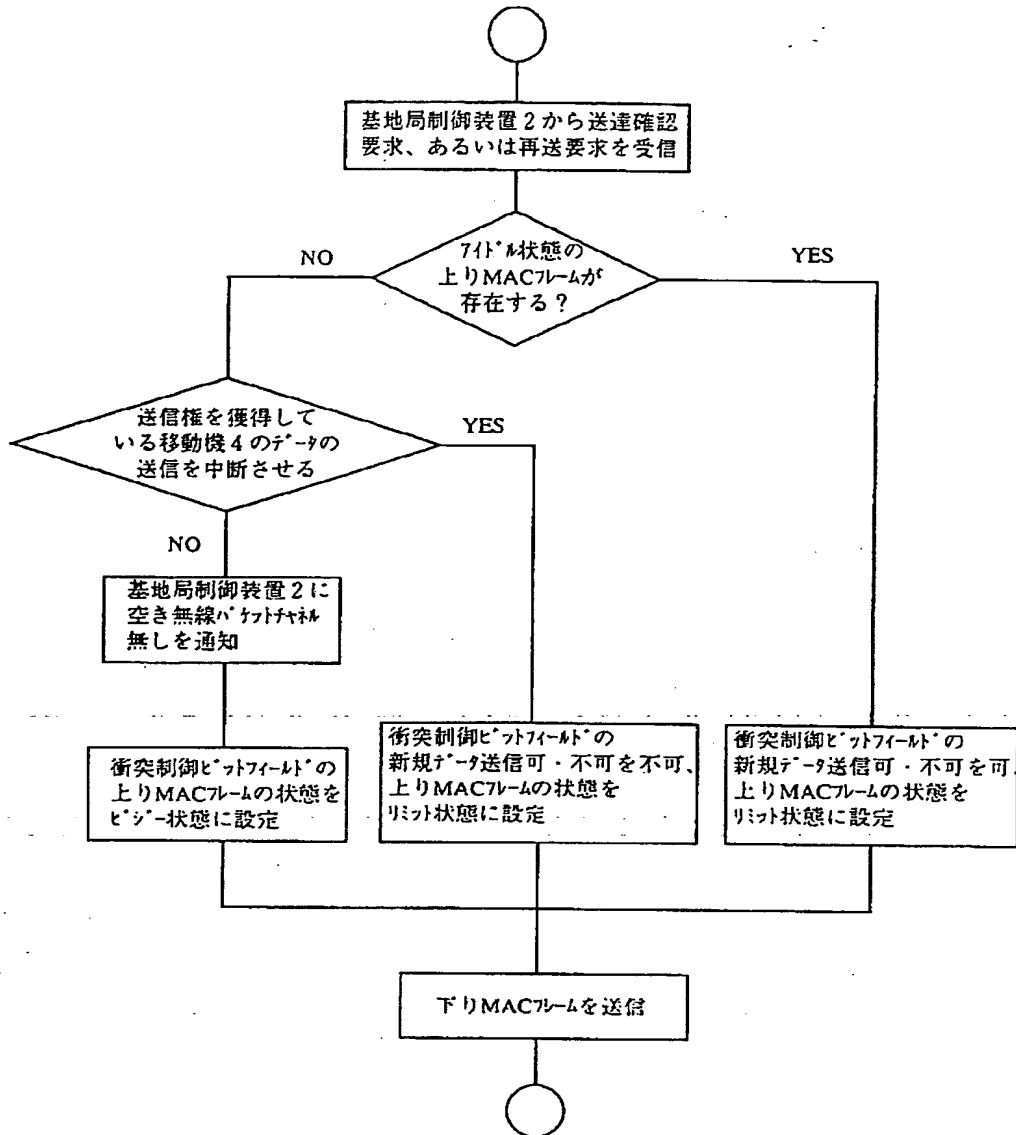 基地局制御装置2から送達確認
要求、あるいは再送要求を受信
ｱｲﾄﾞﾙ状態の
上りMACﾌﾚｰﾑが
存在する?
NO
YES
送信権を獲得して
いる移動機4のﾃﾞｰﾀの
送信を中断させる
YES
NO
基地局制御装置2に
空き無線ﾊﾟｹｯﾄﾁｬﾈﾙ
無しを通知
衝突制御ﾋﾞｯﾄﾌｨｰﾙﾄﾞの
上りMACﾌﾚｰﾑの状態を
ﾋﾞｼﾞｰ状態に設定
衝突制御ﾋﾞｯﾄﾌｨｰﾙﾄﾞの
新規ﾃﾞｰﾀ送信可・不可を不可、
上りMACﾌﾚｰﾑの状態を
ﾘﾐｯﾄ状態に設定
衝突制御ﾋﾞｯﾄﾌｨｰﾙﾄﾞの
新規ﾃﾞｰﾀ送信可・不可を可、
上りMACﾌﾚｰﾑの状態を
ﾘﾐｯﾄ状態に設定
下りMACﾌﾚｰﾑを送信